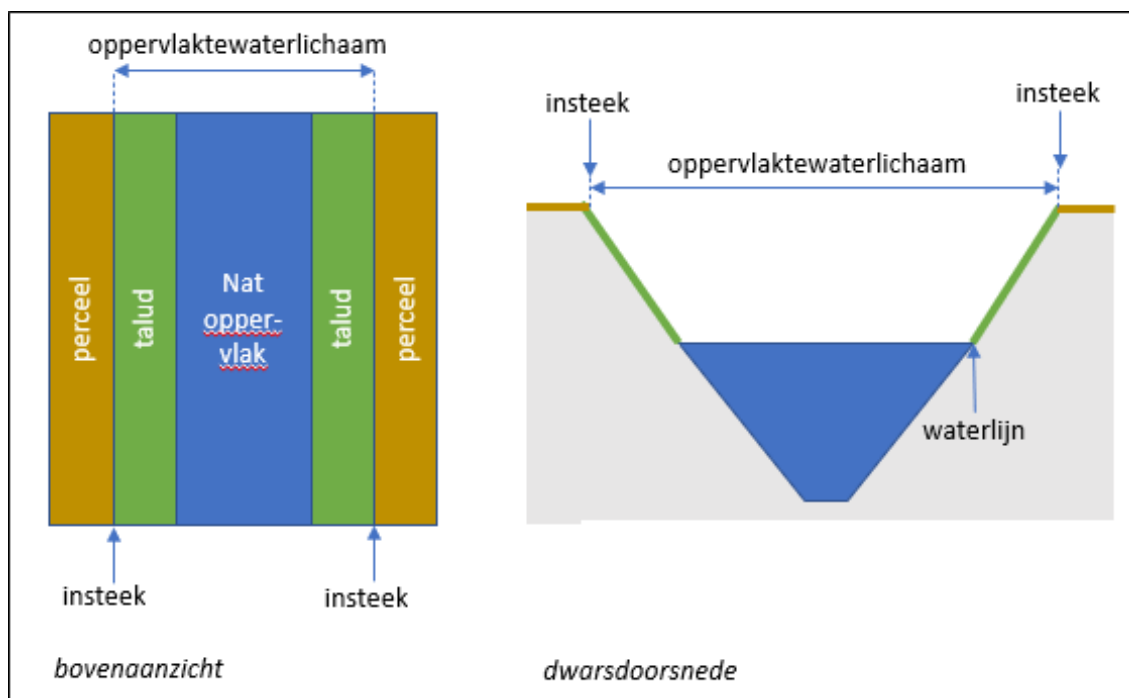 oppervlaktewaterlichaam
perceel
talud
Nat
opper-
vlak
talud
perceel
insteek
insteek
bovenaanzicht
insteek
insteek
oppervlaktewaterlichaam
waterlijn
dwarsdoorsnede